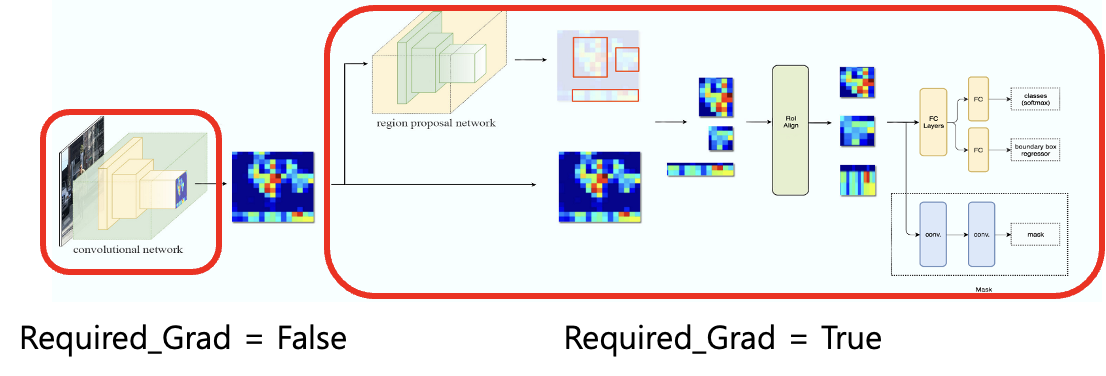 region proposal network
convolutional network
RoI
Align
FC
Layers
FC
FC
classes
(softmax)
boundary box
regressor
conv.
conv.
mask
Mask
Required_Grad = False
Required_Grad = True